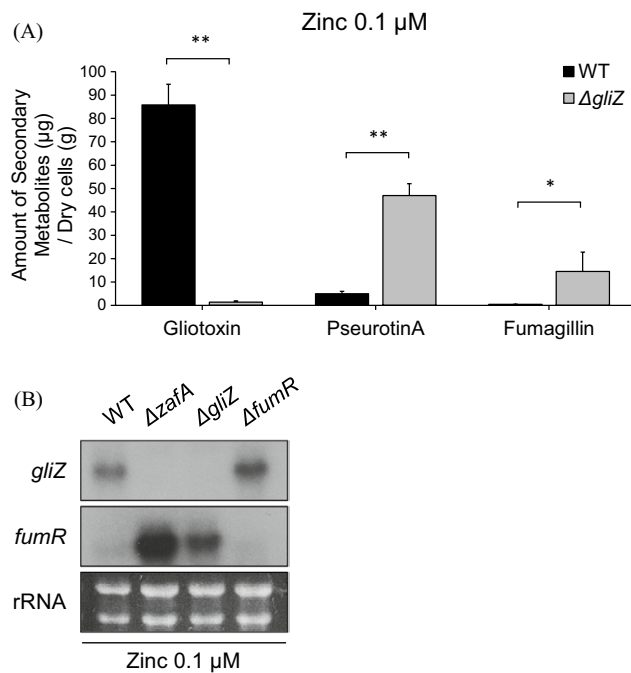 (A)
Zinc 0.1 µM
**
WT
ΔgliZ
**
*
Amount of Secondary
Metabolites (µg)
/ Dry cells (g)
100
90
80
70
60
50
40
30
20
10
0
Gliotoxin
PseurotinA
Fumagillin
(B)
WT
ΔzafA
ΔgliZ
ΔfumR
gliZ
fumR
rRNA
Zinc 0.1 µM